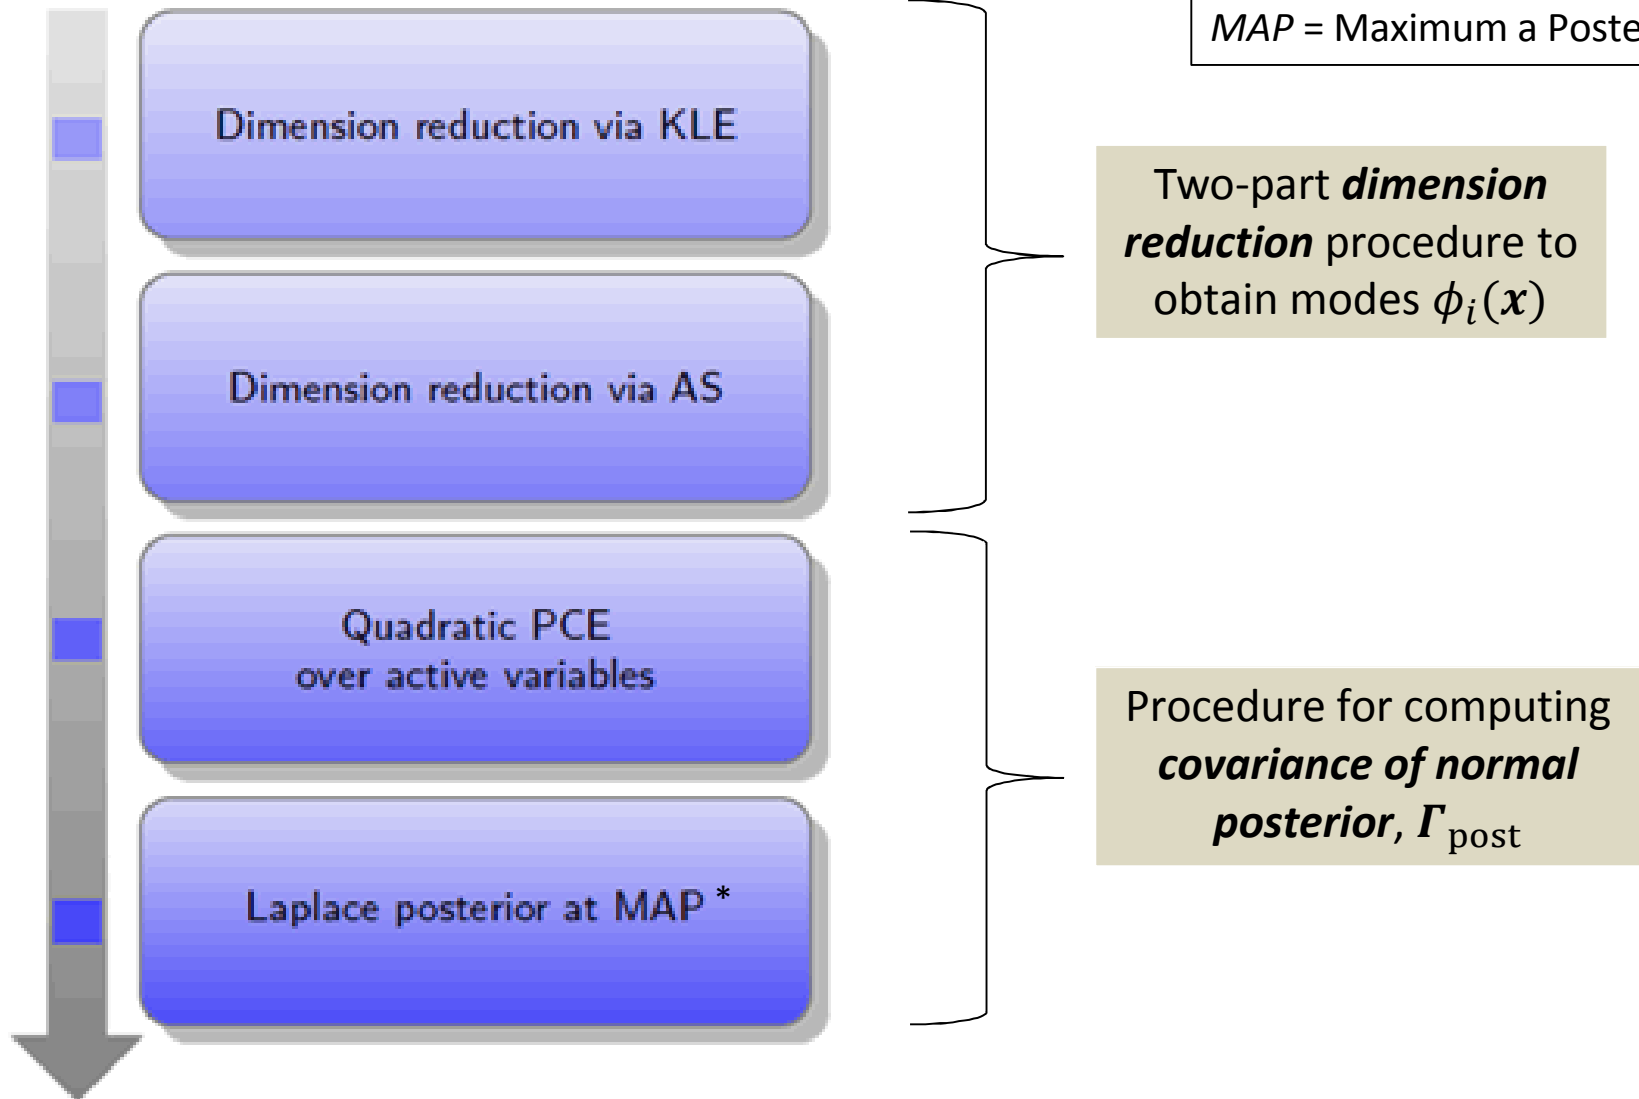 MAP = Maximum a Poste
Dimension reduction via KLE
Two-part dimension
reduction procedure to
obtain modes ϕᵢ(𝒙)
Dimension reduction via AS
Quadratic PCE
over active variables
Procedure for computing
covariance of normal
posterior, 𝜞post
Laplace posterior at MAP *